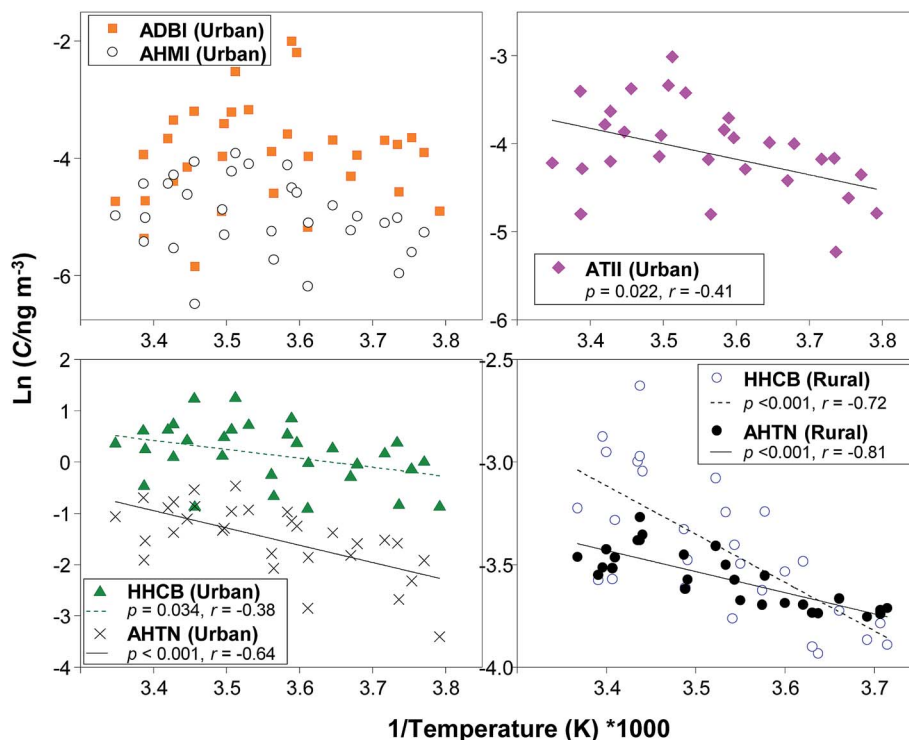 Ln (C/ng m-3)
-2
-4
-6
ADBI (Urban)
AHMI (Urban)
3.4 3.5 3.6 3.7 3.8
-3
-4
-5
-6
ATII (Urban)
p = 0.022, r = -0.41
3.4 3.5 3.6 3.7 3.8
2
1
0
-1
-2
-3
-4
HHCB (Urban)
p = 0.034, r = -0.38
AHTN (Urban)
p < 0.001, r = -0.64
3.4 3.5 3.6 3.7 3.8
-2.5
-3.0
-3.5
-4.0
HHCB (Rural)
p <0.001, r = -0.72
AHTN (Rural)
p <0.001, r = -0.81
3.4 3.5 3.6 3.7
1/Temperature (K) *1000